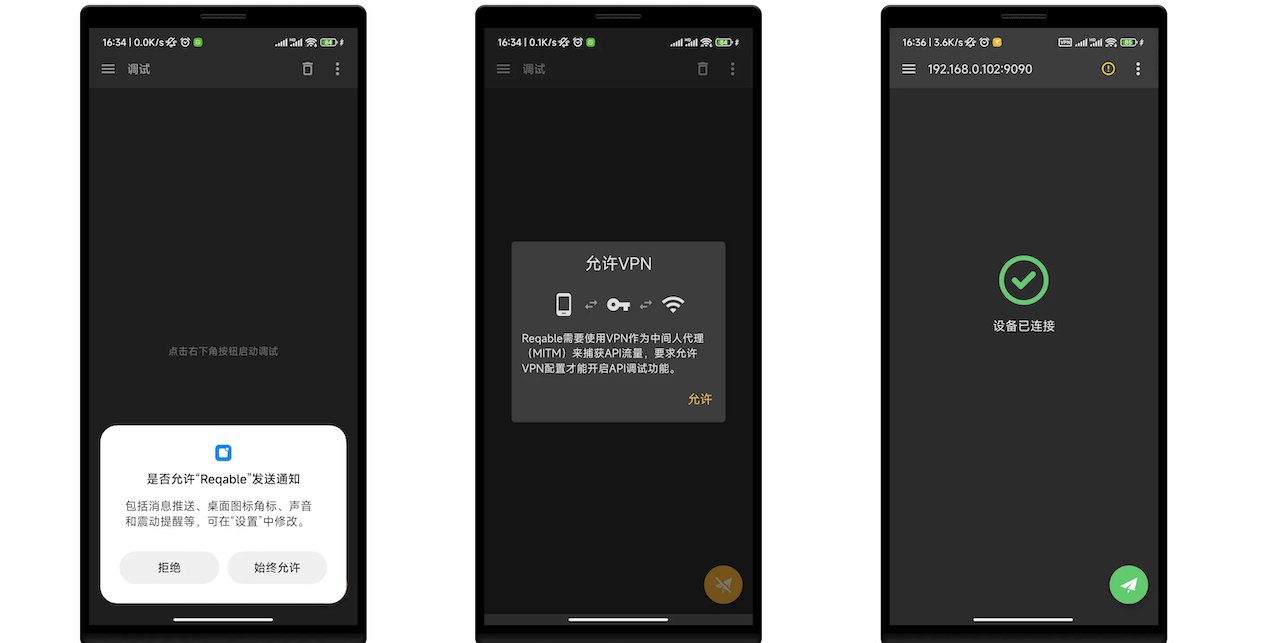 16:34 | 0.0K/s
84
调试
点击右下角按钮启动调试
是否允许“Reqable”发送通知
包括消息推送、桌面图标角标、声音
和震动提醒等，可在“设置”中修改。
拒绝
始终允许
16:34 | 0.1K/s
84
调试
允许VPN
Reqable需要使用VPN作为中间人代理
（MITM）来捕获API流量，要求允许
VPN配置才能开启API调试功能。
允许
16:36 | 3.6K/s
VPN
192.168.0.102:9090
设备已连接